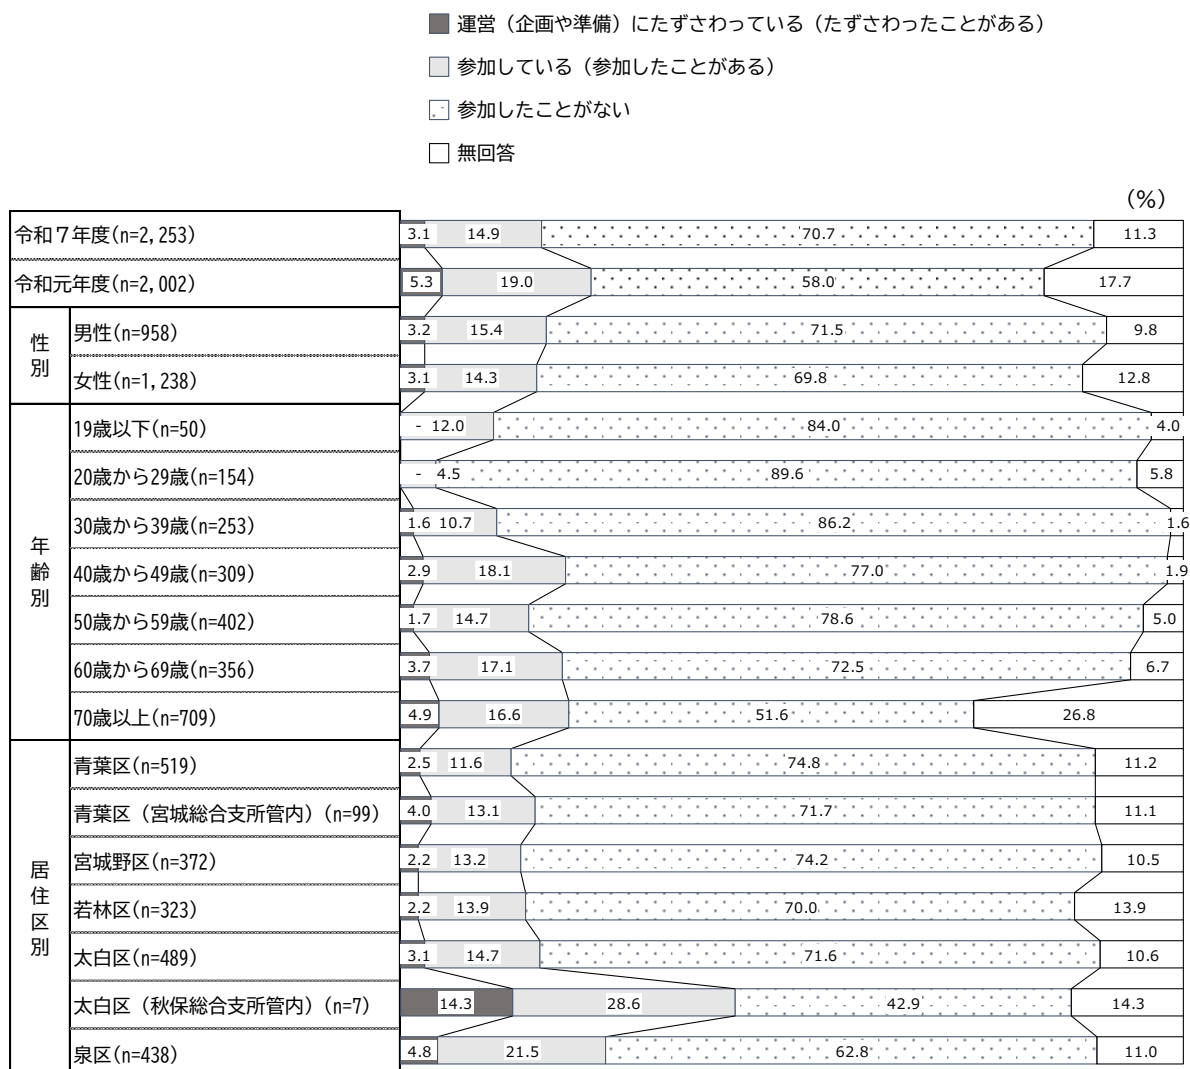 運営（企画や準備）にたずさわっている（たずさわったことがある）
参加している（参加したことがある）
参加したことがない
無回答
(%)
令和７年度(n=2,253) 3.1 14.9 70.7 11.3
令和元年度(n=2,002) 5.3 19.0 58.0 17.7
性別
男性(n=958) 3.2 15.4 71.5 9.8
女性(n=1,238) 3.1 14.3 69.8 12.8
年齢別
19歳以下(n=50) - 12.0 84.0 4.0
20歳から29歳(n=154) - 4.5 89.6 5.8
30歳から39歳(n=253) 1.6 10.7 86.2 1.6
40歳から49歳(n=309) 2.9 18.1 77.0 1.9
50歳から59歳(n=402) 1.7 14.7 78.6 5.0
60歳から69歳(n=356) 3.7 17.1 72.5 6.7
70歳以上(n=709) 4.9 16.6 51.6 26.8
居住区別
青葉区(n=519) 2.5 11.6 74.8 11.2
青葉区（宮城総合支所管内）(n=99) 4.0 13.1 71.7 11.1
宮城野区(n=372) 2.2 13.2 74.2 10.5
若林区(n=323) 2.2 13.9 70.0 13.9
太白区(n=489) 3.1 14.7 71.6 10.6
太白区（秋保総合支所管内）(n=7) 14.3 28.6 42.9 14.3
泉区(n=438) 4.8 21.5 62.8 11.0